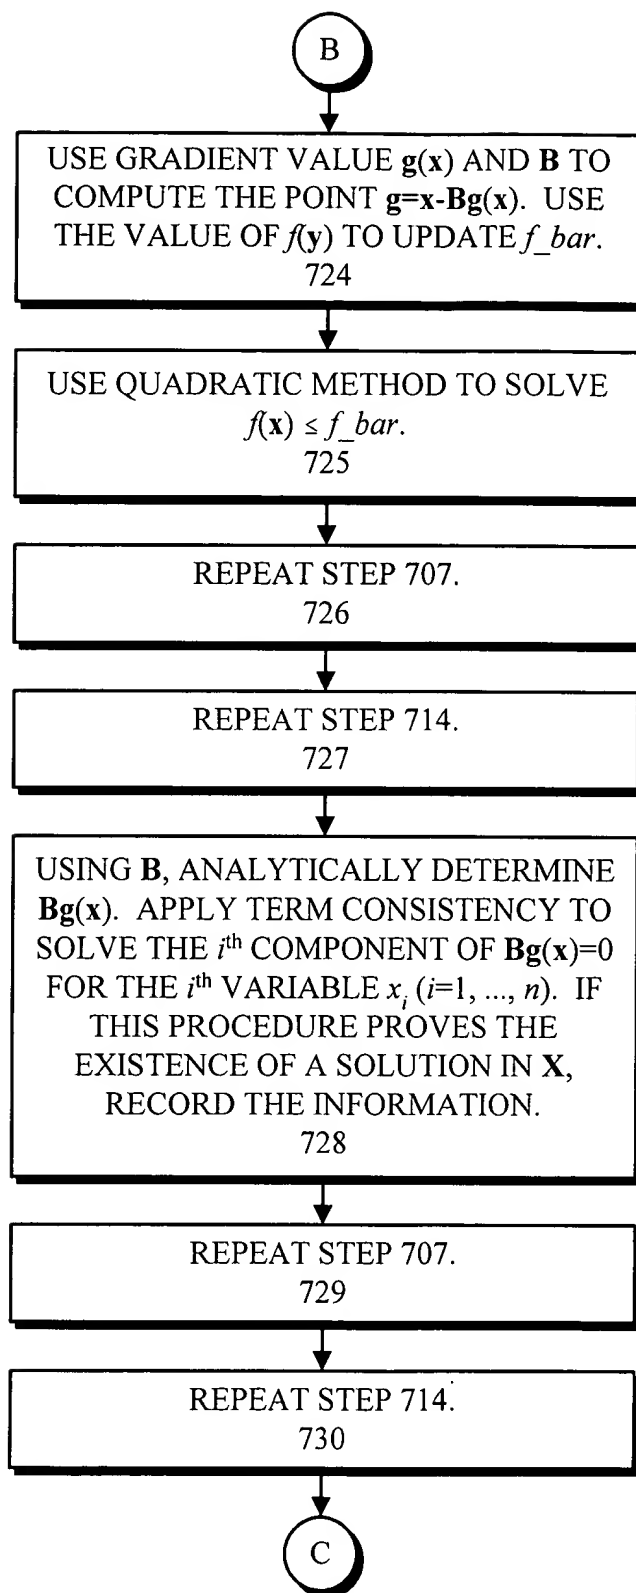 B
USE GRADIENT VALUE g(x) AND B TO
COMPUTE THE POINT g=x-Bg(x). USE
THE VALUE OF f(y) TO UPDATE f_bar.
724
USE QUADRATIC METHOD TO SOLVE
f(x) ≤ f_bar.
725
REPEAT STEP 707.
726
REPEAT STEP 714.
727
USING B, ANALYTICALLY DETERMINE
Bg(x). APPLY TERM CONSISTENCY TO
SOLVE THE ith COMPONENT OF Bg(x)=0
FOR THE ith VARIABLE xi (i=1, ..., n). IF
THIS PROCEDURE PROVES THE
EXISTENCE OF A SOLUTION IN X,
RECORD THE INFORMATION.
728
REPEAT STEP 707.
729
REPEAT STEP 714.
730
C